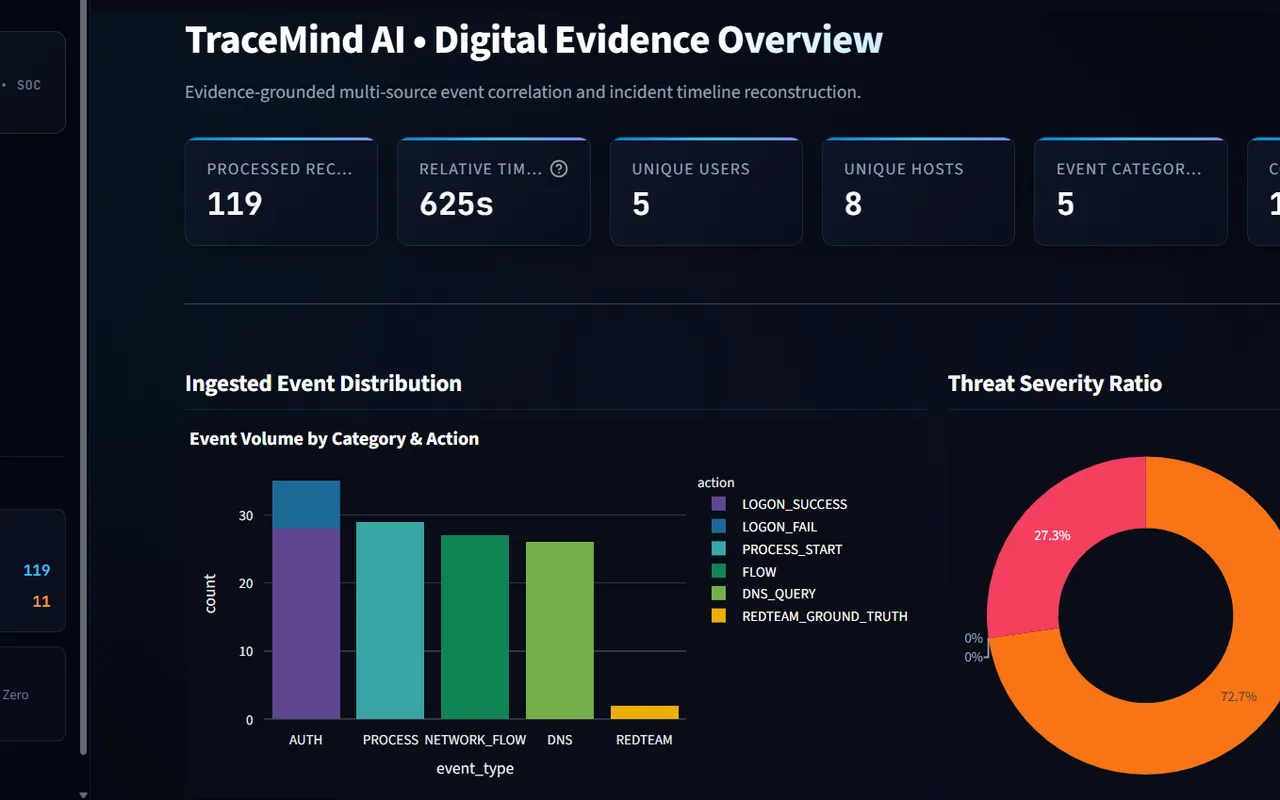 TraceMind AI • Digital Evidence Overview
Evidence-grounded multi-source event correlation and incident timeline reconstruction.
• SOC
PROCESSED REC...
119
RELATIVE TIM...
625s
UNIQUE USERS
5
UNIQUE HOSTS
8
EVENT CATEGOR...
5
119
11
Zero
Ingested Event Distribution
Event Volume by Category & Action
30
20
10
0
count
AUTH
PROCESS
NETWORK_FLOW
DNS
REDTEAM
event_type
action
LOGON_SUCCESS
LOGON_FAIL
PROCESS_START
FLOW
DNS_QUERY
REDTEAM_GROUND_TRUTH
Threat Severity Ratio
27.3%
0%
0%
72.7%